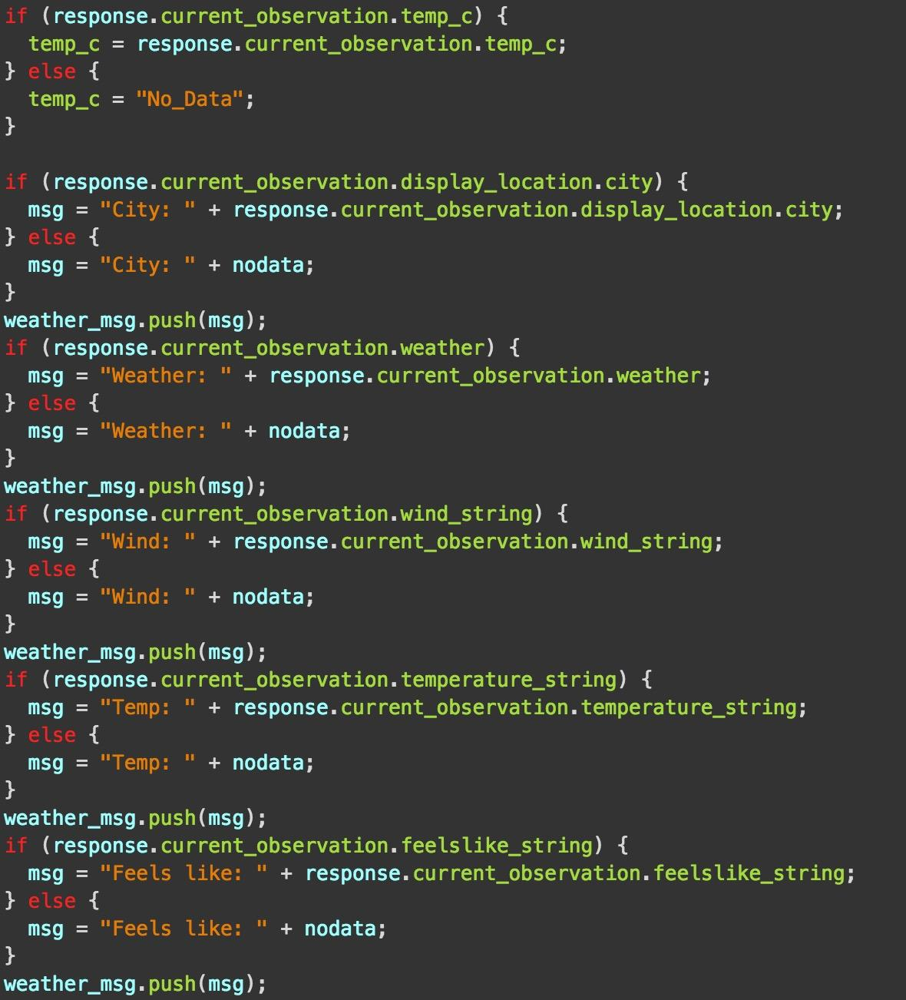 if (response.current_observation.temp_c) {
  temp_c = response.current_observation.temp_c;
} else {
  temp_c = "No_Data";
}

if (response.current_observation.display_location.city) {
  msg = "City: " + response.current_observation.display_location.city;
} else {
  msg = "City: " + nodata;
}
weather_msg.push(msg);
if (response.current_observation.weather) {
  msg = "Weather: " + response.current_observation.weather;
} else {
  msg = "Weather: " + nodata;
}
weather_msg.push(msg);
if (response.current_observation.wind_string) {
  msg = "Wind: " + response.current_observation.wind_string;
} else {
  msg = "Wind: " + nodata;
}
weather_msg.push(msg);
if (response.current_observation.temperature_string) {
  msg = "Temp: " + response.current_observation.temperature_string;
} else {
  msg = "Temp: " + nodata;
}
weather_msg.push(msg);
if (response.current_observation.feelslike_string) {
  msg = "Feels like: " + response.current_observation.feelslike_string;
} else {
  msg = "Feels like: " + nodata;
}
weather_msg.push(msg);